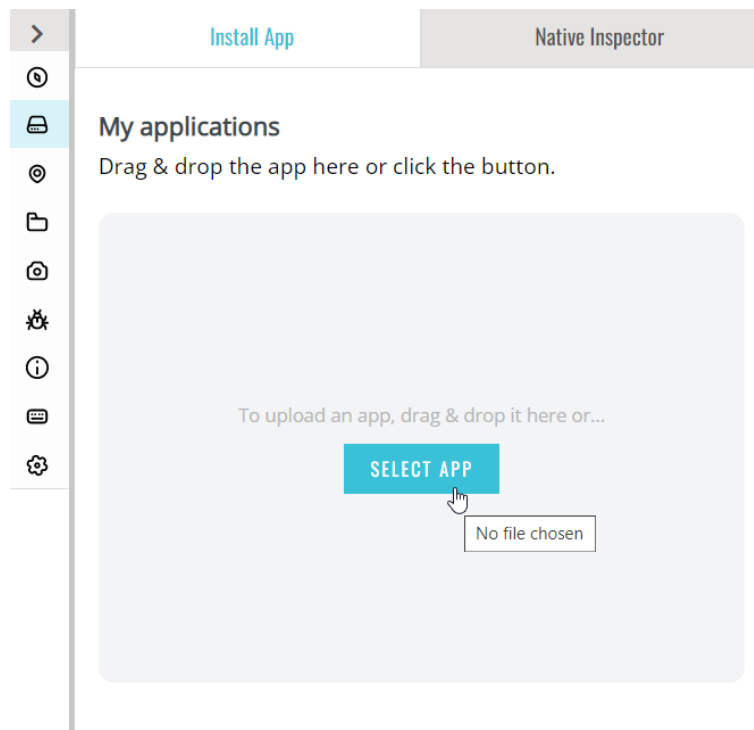 Install App
Native Inspector
My applications
Drag & drop the app here or click the button.
To upload an app, drag & drop it here or...
SELECT APP
No file chosen